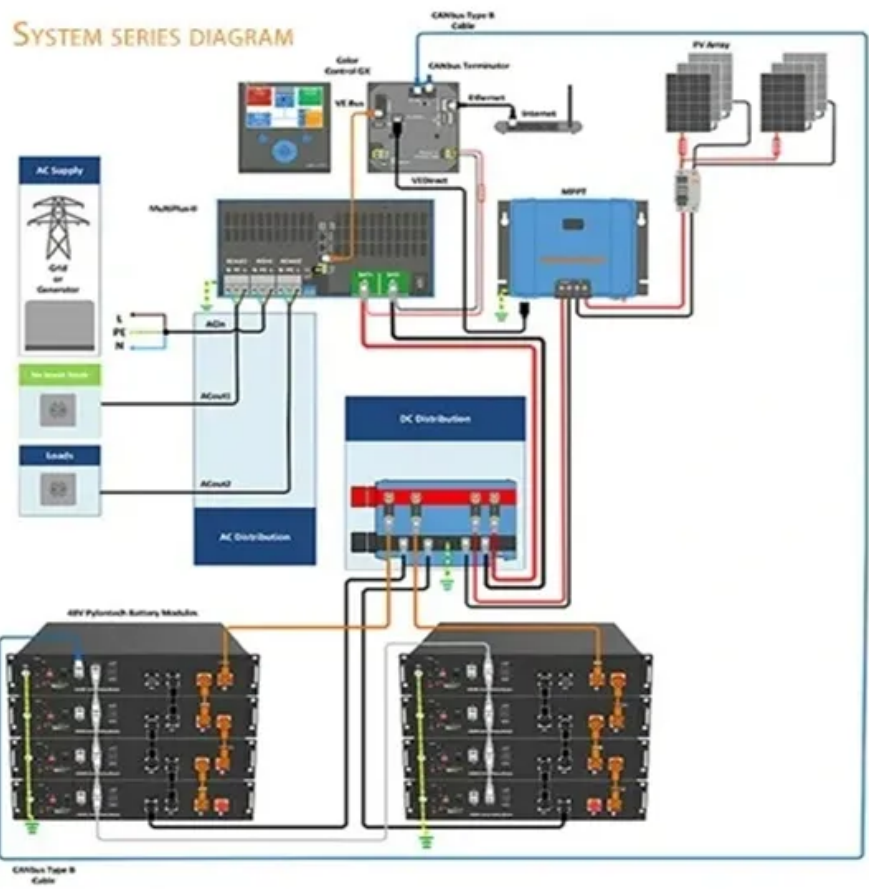 SYSTEM SERIES DIAGRAM
CANbus Type B
Cable
PV Array
Color
Control GX
CANbus Terminator
VE Bus
Ethernet
Internet
AC Supply
VEDirect
MultiPlus-II
MPPT
Grid
or
Generator
L
PE
N
ACin
ACout1
Loads
ACout2
DC Distribution
AC Distribution
48V Pylontech Battery Modules
CANbus Type B
Cable